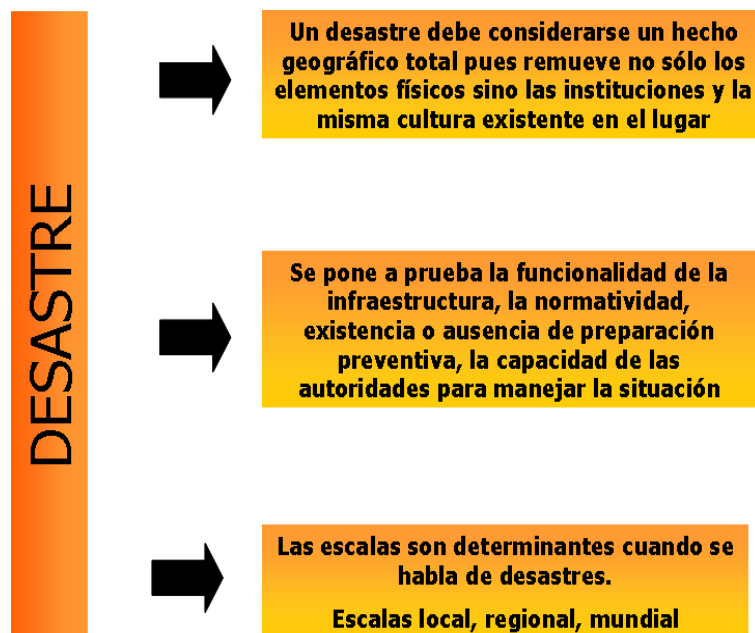 DESASTRE
Un desastre debe considerarse un hecho
geográfico total pues remueve no sólo los
elementos físicos sino las instituciones y la
misma cultura existente en el lugar
Se pone a prueba la funcionalidad de la
infraestructura, la normatividad,
existencia o ausencia de preparación
preventiva, la capacidad de las
autoridades para manejar la situación
Las escalas son determinantes cuando se
habla de desastres.
Escalas local, regional, mundial